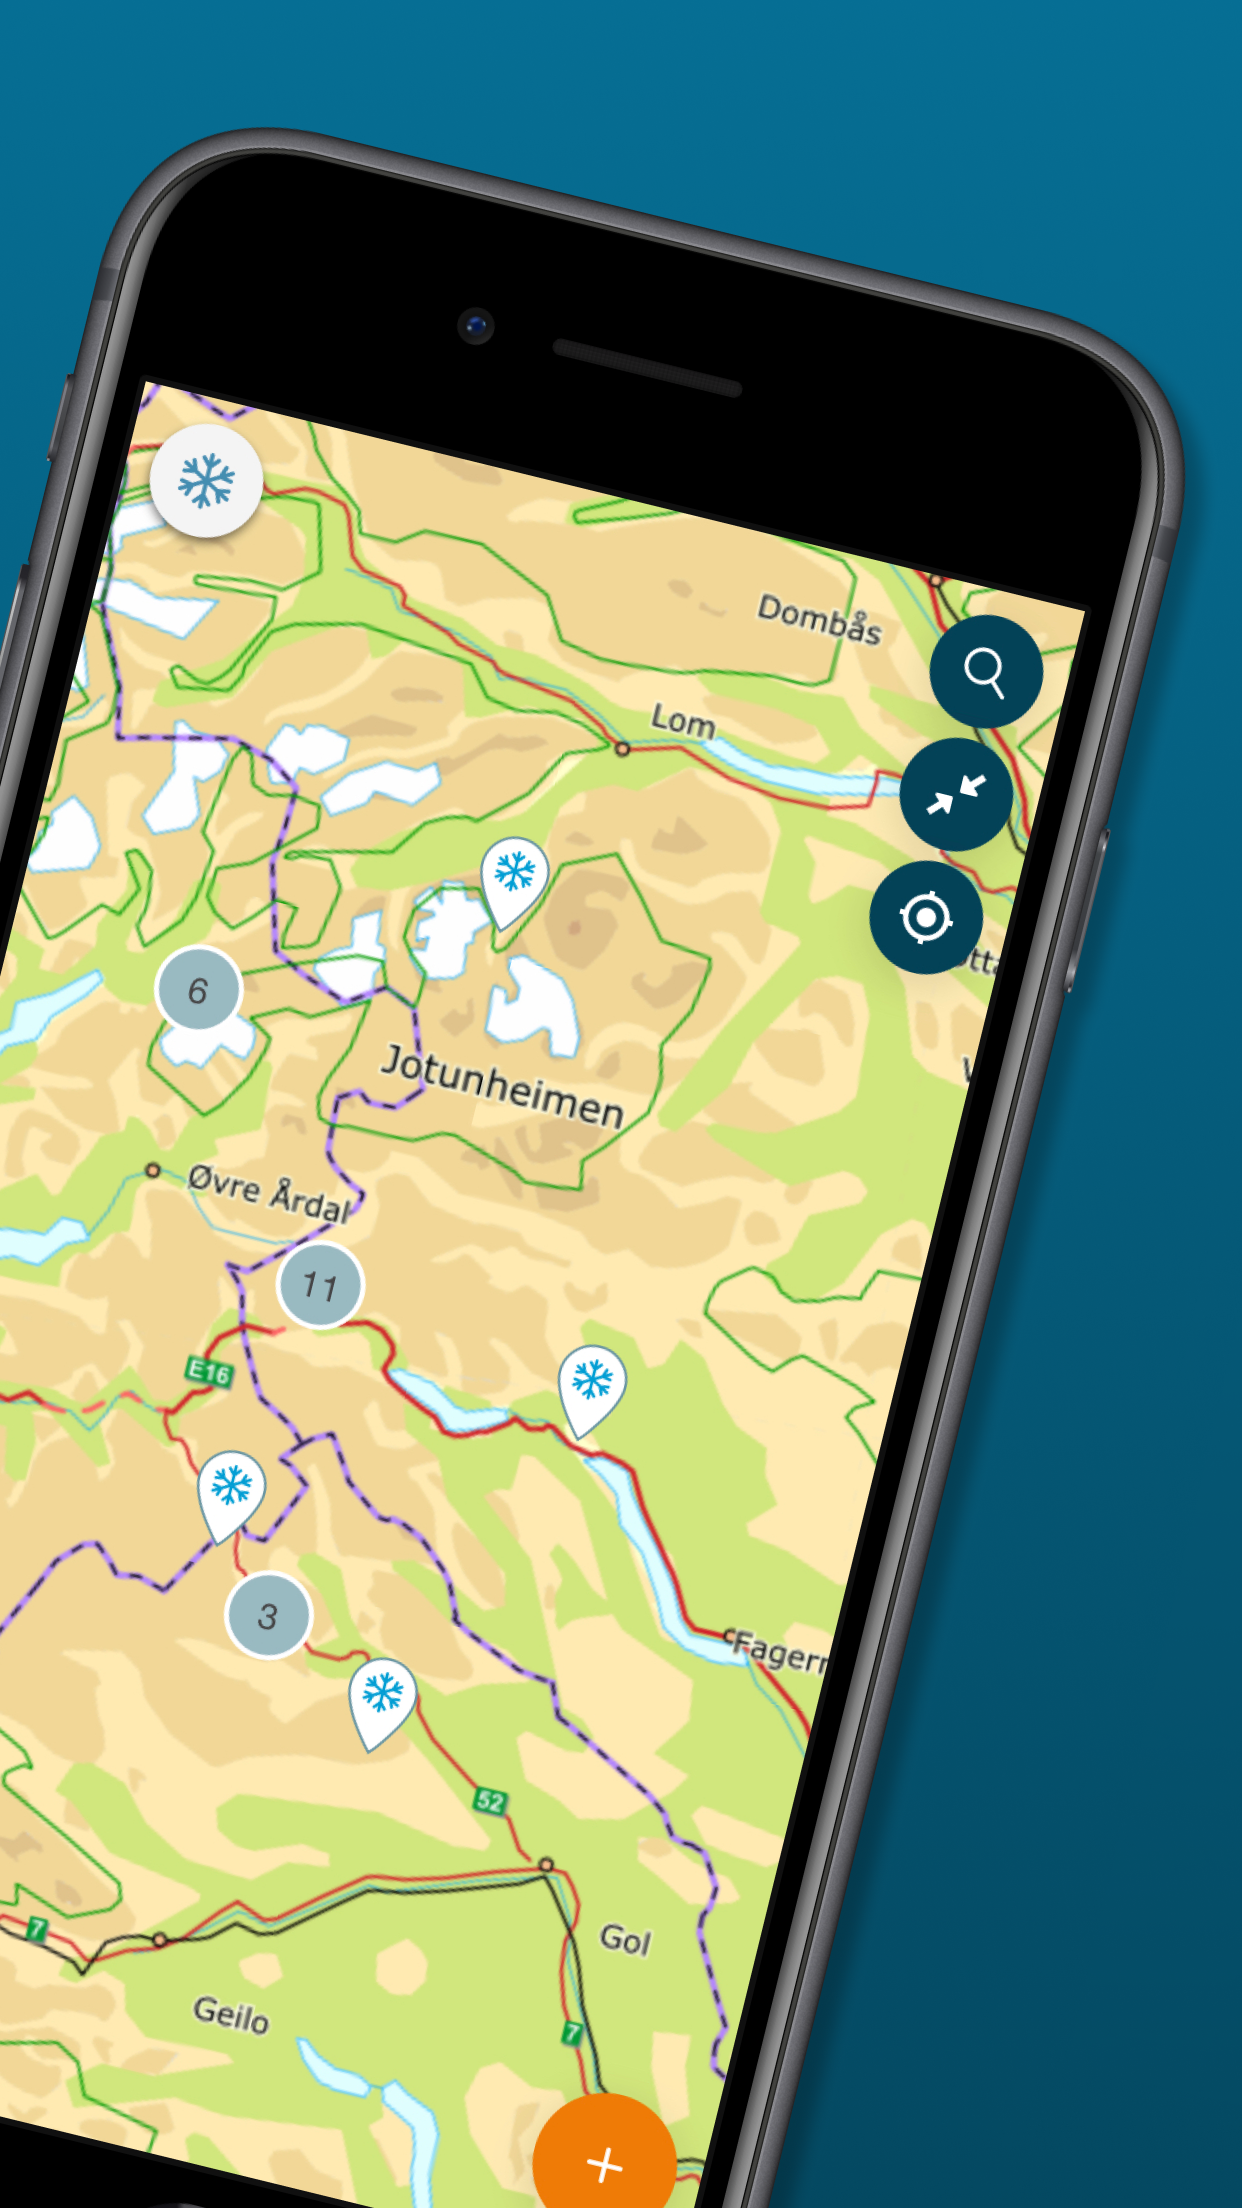 Dombås
Lom
6
Jotunheimen
Øvre Årdal
11
E16
3
Fagern
52
7
Gol
Geilo
7